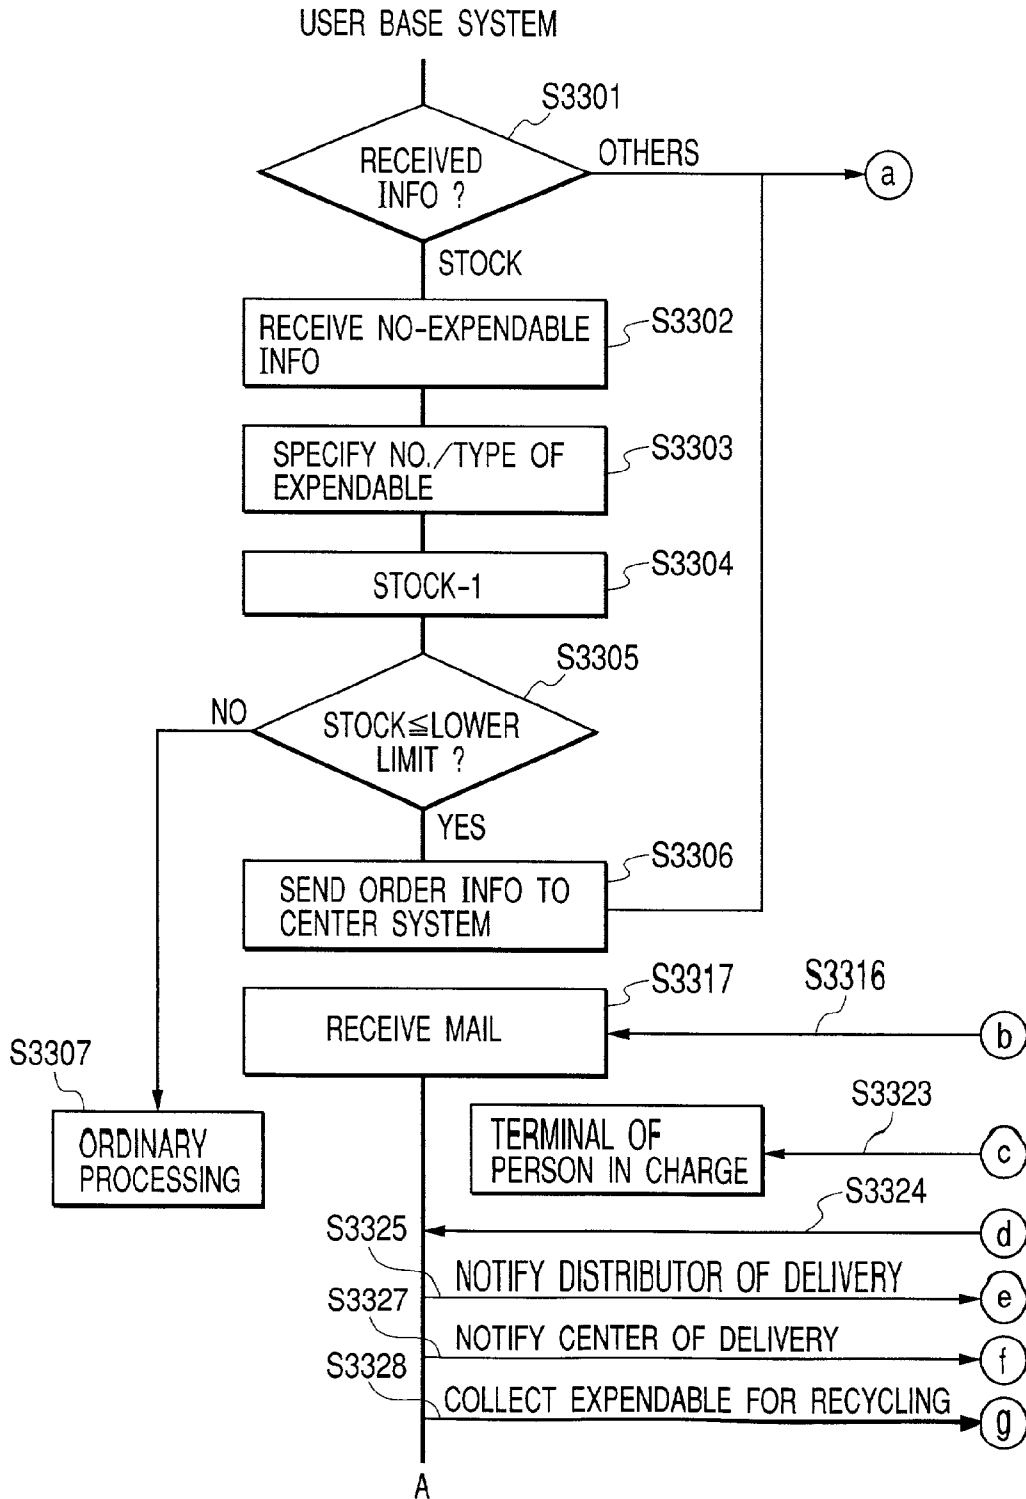 USER BASE SYSTEM
S3301
RECEIVED
INFO ?
OTHERS
a
STOCK
RECEIVE NO-EXPENDABLE
INFO
S3302
SPECIFY NO./TYPE OF
EXPENDABLE
S3303
STOCK-1
S3304
S3305
NO
STOCK≦LOWER
LIMIT ?
YES
S3306
SEND ORDER INFO TO
CENTER SYSTEM
S3317
S3316
RECEIVE MAIL
b
S3307
ORDINARY
PROCESSING
S3323
TERMINAL OF
PERSON IN CHARGE
c
S3324
d
S3325
NOTIFY DISTRIBUTOR OF DELIVERY
e
S3327
NOTIFY CENTER OF DELIVERY
f
S3328
COLLECT EXPENDABLE FOR RECYCLING
g
A